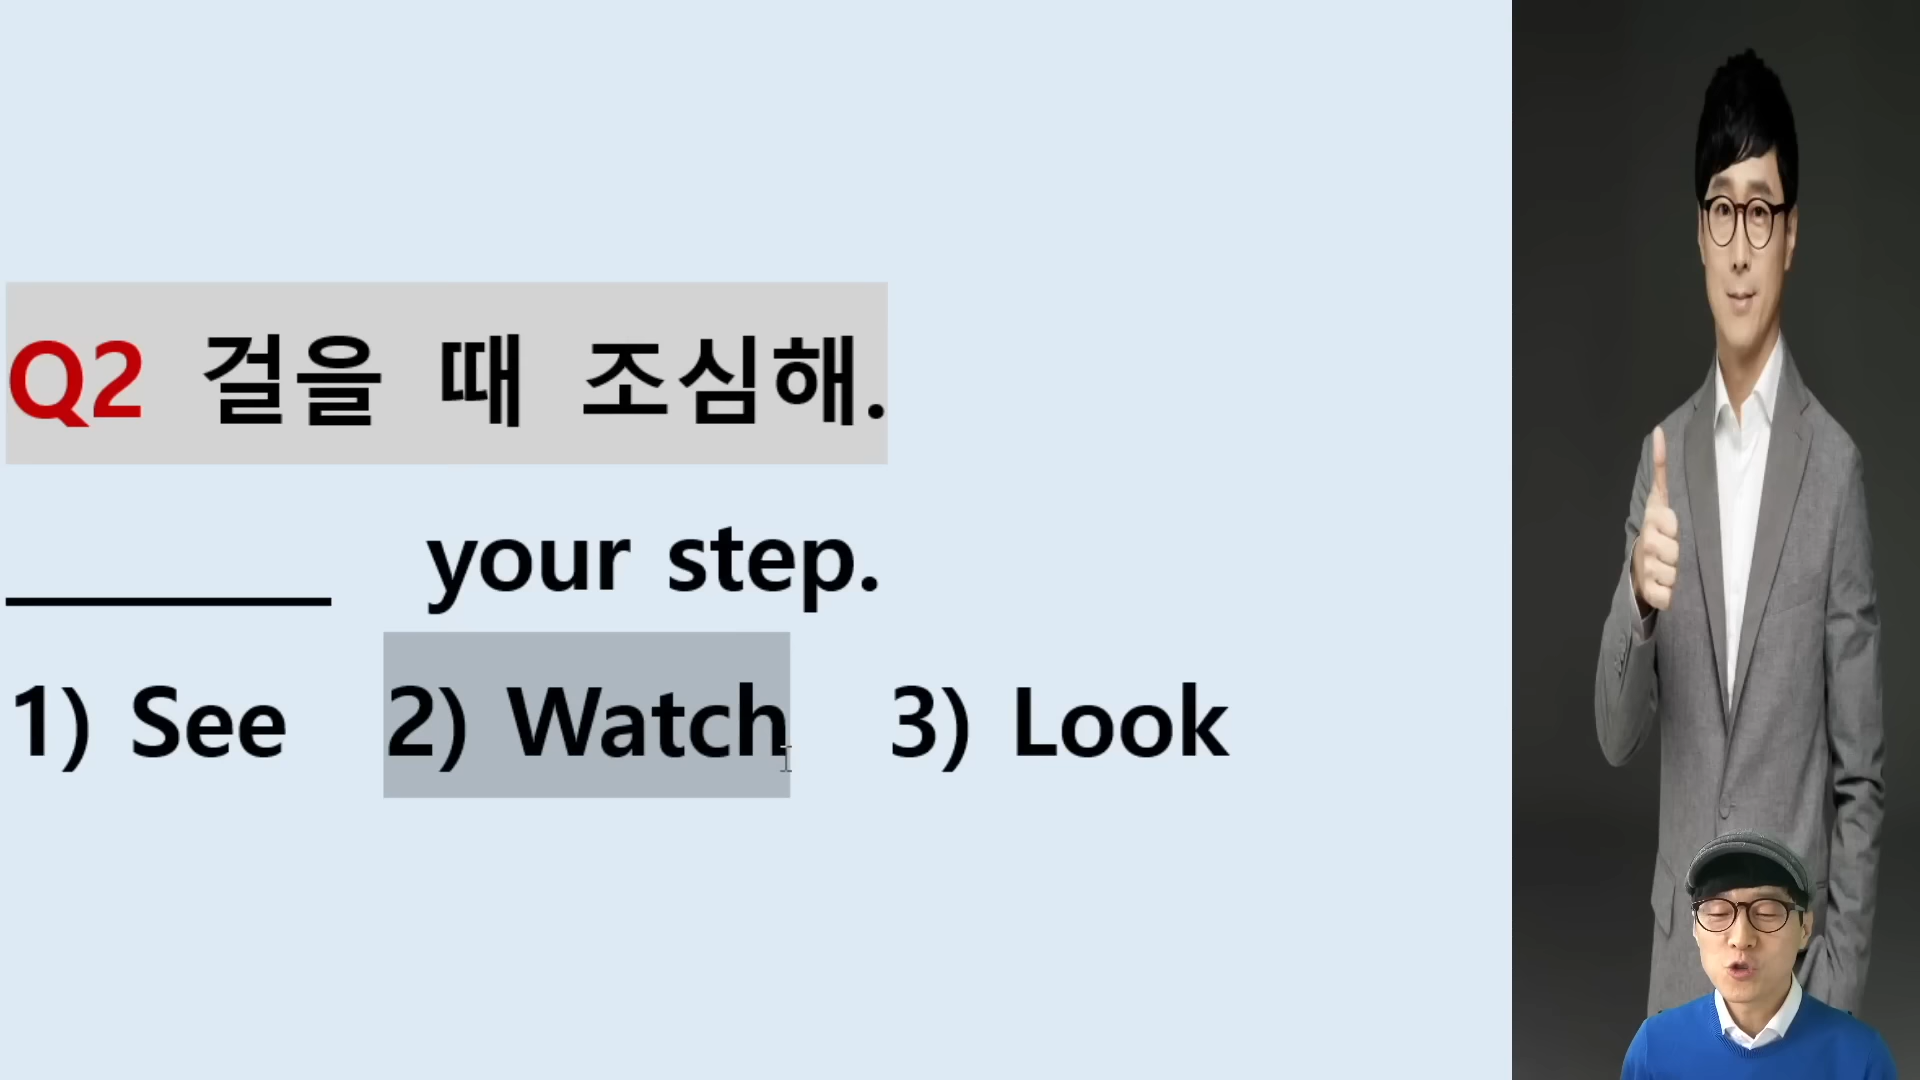 Q2 걸을 때 조심해.
________ your step.
1) See 2) Watch 3) Look